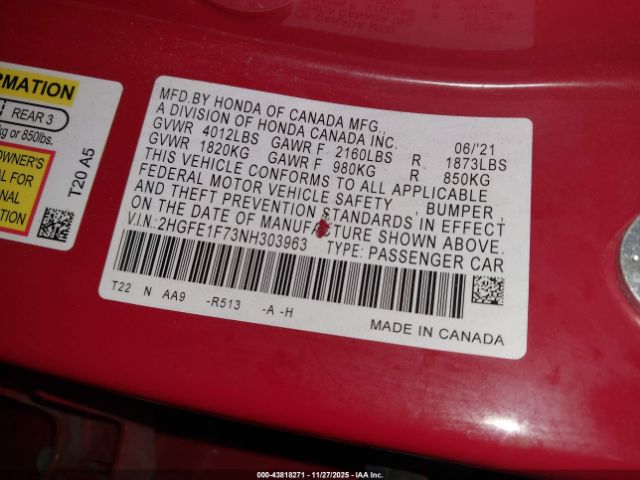 RMATION
REAR 3
kg or 850lbs.
OWNER'S
AL FOR
ONAL
TION
T20 A5
MFD.BY HONDA OF CANADA MFG.,
A DIVISION OF HONDA CANADA INC. 06/'21
GVWR 4012LBS GAWR F 2160LBS R 1873LBS
GVWR 1820KG GAWR F 980KG R 850KG
THIS VEHICLE CONFORMS TO ALL APPLICABLE
FEDERAL MOTOR VEHICLE SAFETY, BUMPER,
AND THEFT PREVENTION STANDARDS IN EFFECT
ON THE DATE OF MANUFACTURE SHOWN ABOVE.
V.I.N.:2HGFE1F73NH303963 TYPE: PASSENGER CAR
T22 N AA9 -R513 -A -H
MADE IN CANADA
000-43818271 — 11/27/2025 — IAA Inc.